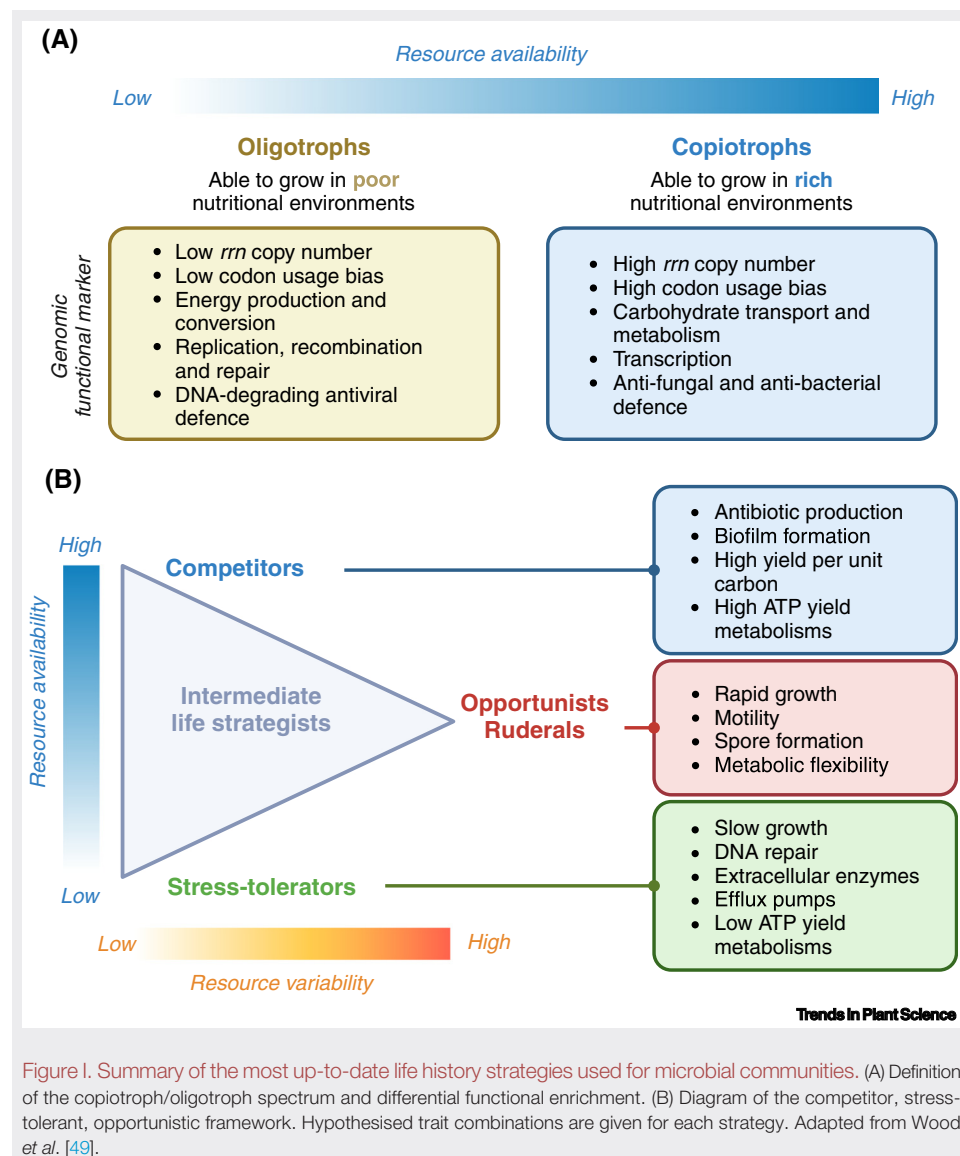 (A)
Resource availability
Low
High
Oligotrophs
Able to grow in poor
nutritional environments
Copiotrophs
Able to grow in rich
nutritional environments
Genomic
functional marker
• Low rrn copy number
• Low codon usage bias
• Energy production and
conversion
• Replication, recombination
and repair
• DNA-degrading antiviral
defence
• High rrn copy number
• High codon usage bias
• Carbohydrate transport and
metabolism
• Transcription
• Anti-fungal and anti-bacterial
defence
(B)
High
Resource availability
Low
Competitors
Intermediate
life strategists
Opportunists
Ruderals
Stress-tolerators
Low
High
Resource variability
• Antibiotic production
• Biofilm formation
• High yield per unit
carbon
• High ATP yield
metabolisms
• Rapid growth
• Motility
• Spore formation
• Metabolic flexibility
• Slow growth
• DNA repair
• Extracellular enzymes
• Efflux pumps
• Low ATP yield
metabolisms
Trends in Plant Science
Figure I. Summary of the most up-to-date life history strategies used for microbial communities. (A) Definition
of the copiotroph/oligotroph spectrum and differential functional enrichment. (B) Diagram of the competitor, stress-
tolerant, opportunistic framework. Hypothesised trait combinations are given for each strategy. Adapted from Wood
et al. [49].